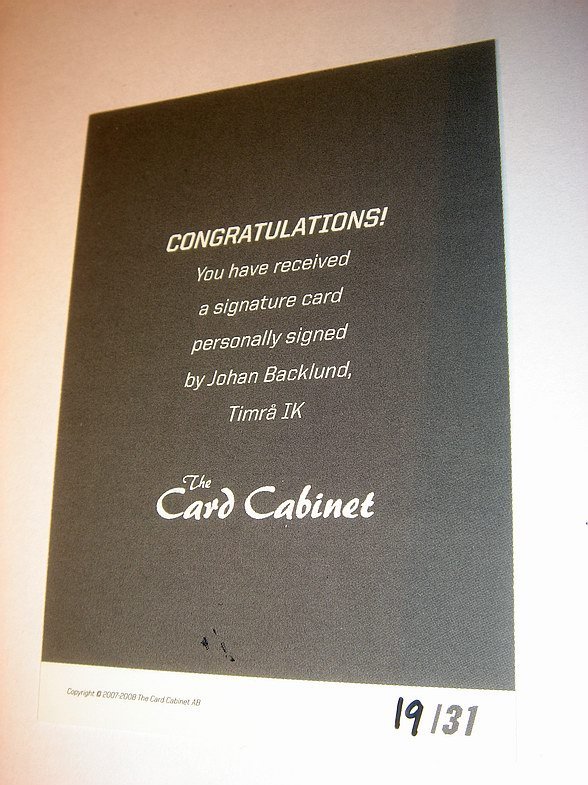 CONGRATULATIONS!
You have received
a signature card
personally signed
by Johan Backlund,
Timrå IK
The
Card Cabinet
Copyright © 2007-2008 The Card Cabinet AB
19/31